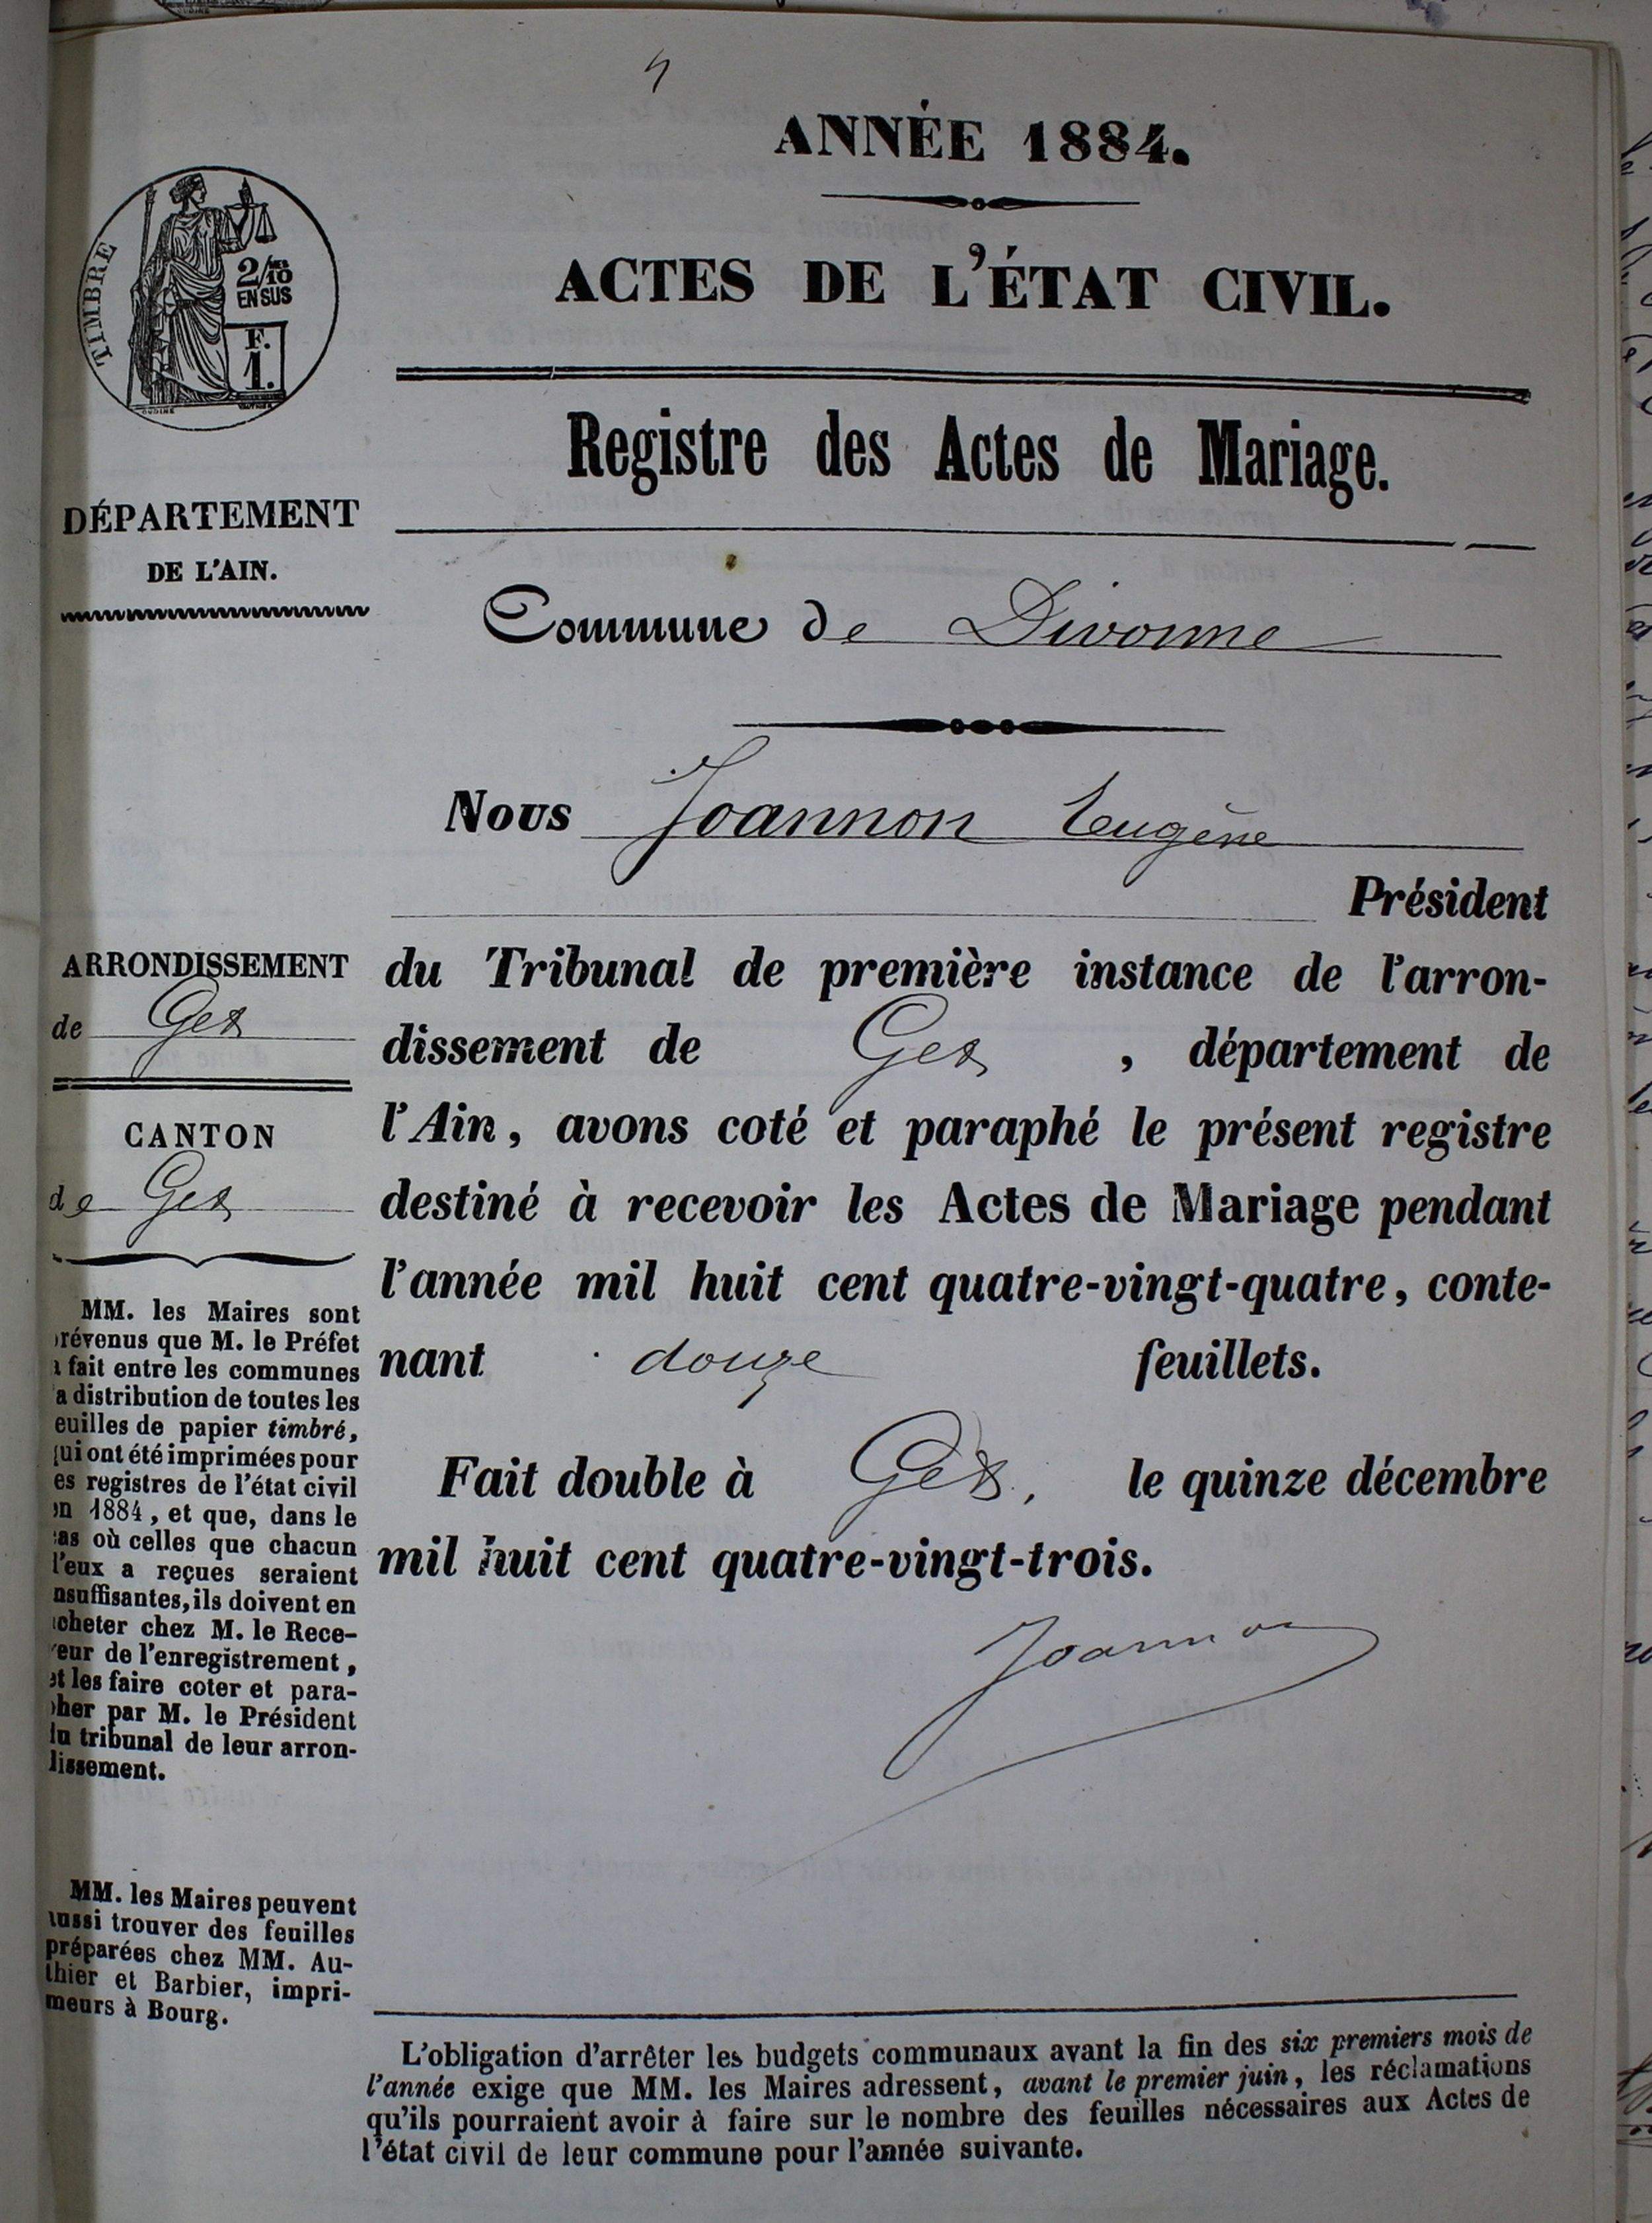 4
ANNÉE 1884.
ACTES DE L'ÉTAT CIVIL.
TIMBRE
2/10
EN SUS
F.
1.
Registre des Actes de Mariage.
DÉPARTEMENT
DE L'AIN.
Commune de Divonne
Nous Joannon Eugène
Président
du Tribunal de première instance de l'arron-
dissement de Gex, département de
l'Ain, avons coté et paraphé le présent registre
destiné à recevoir les Actes de Mariage pendant
l'année mil huit cent quatre-vingt-quatre, conte-
nant douze feuillets.
Fait double à Gex, le quinze décembre
mil huit cent quatre-vingt-trois.
Joannon
ARRONDISSEMENT
de Gex
CANTON
de Gex
MM. les Maires sont
révenus que M. le Préfet
a fait entre les communes
a distribution de toutes les
euilles de papier timbré,
qui ont été imprimées pour
es registres de l'état civil
en 1884, et que, dans le
cas où celles que chacun
d'eux a reçues seraient
nsuffisantes, ils doivent en
acheter chez M. le Rece-
veur de l'enregistrement,
et les faire coter et para-
pher par M. le Président
du tribunal de leur arron-
dissement.
MM. les Maires peuvent
aussi trouver des feuilles
préparées chez MM. Au-
thier et Barbier, impri-
meurs à Bourg.
L'obligation d'arrêter les budgets communaux avant la fin des six premiers mois de
l'année exige que MM. les Maires adressent, avant le premier juin, les réclamations
qu'ils pourraient avoir à faire sur le nombre des feuilles nécessaires aux Actes de
l'état civil de leur commune pour l'année suivante.